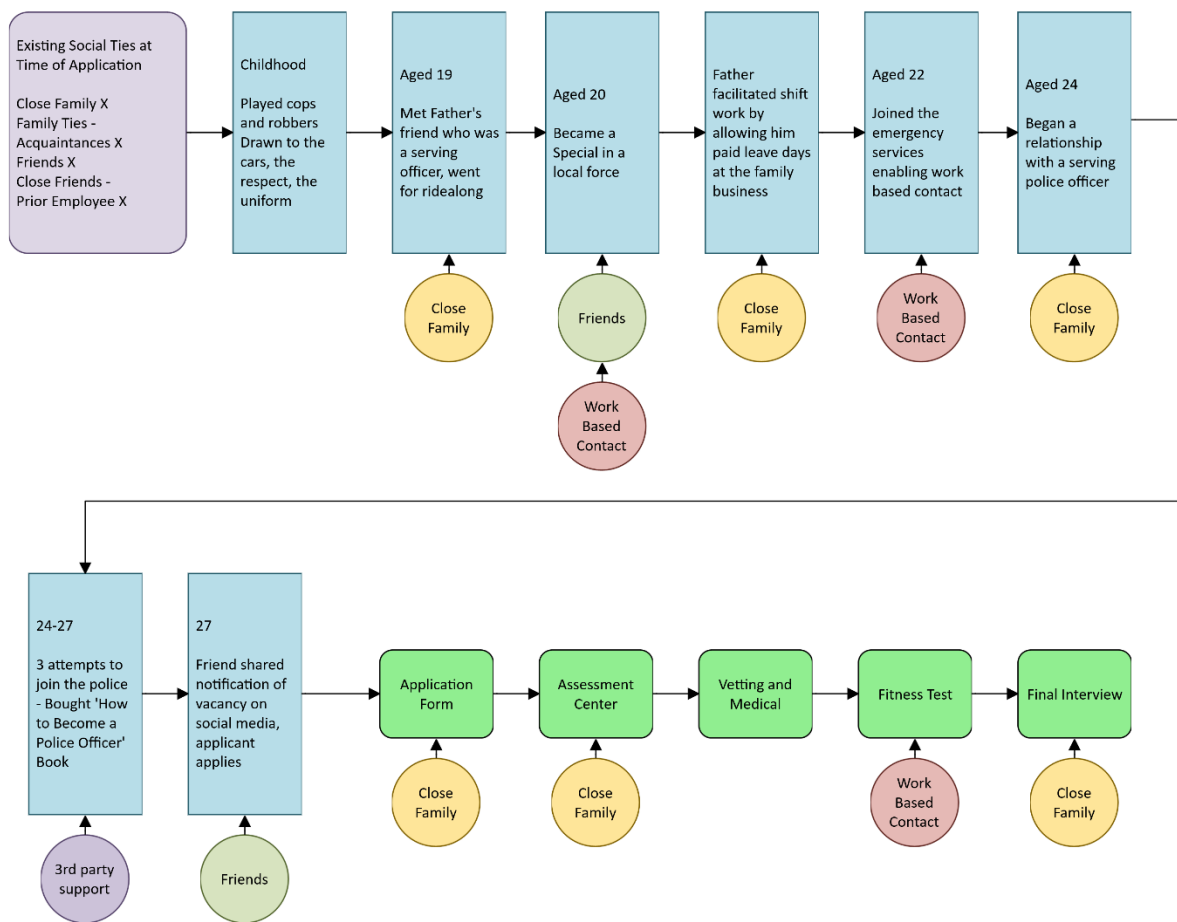 Existing Social Ties at
Time of Application
Close Family X
Family Ties -
Acquaintances X
Friends X
Close Friends -
Prior Employee X
Childhood
Played cops
and robbers
Drawn to the
cars, the
respect, the
uniform
Aged 19
Met Father's
friend who was
a serving
officer, went
for ridealong
Aged 20
Became a
Special in a
local force
Father
facilitated shift
work by
allowing him
paid leave days
at the family
business
Aged 22
Joined the
emergency
services
enabling work
based contact
Aged 24
Began a
relationship
with a serving
police officer
Close
Family
Friends
Work
Based
Contact
Close
Family
Work
Based
Contact
Close
Family
24-27
3 attempts to
join the police
- Bought 'How
to Become a
Police Officer'
Book
27
Friend shared
notification of
vacancy on
social media,
applicant
applies
Application
Form
Assessment
Center
Vetting and
Medical
Fitness Test
Final Interview
3rd party
support
Friends
Close
Family
Close
Family
Work
Based
Contact
Close
Family